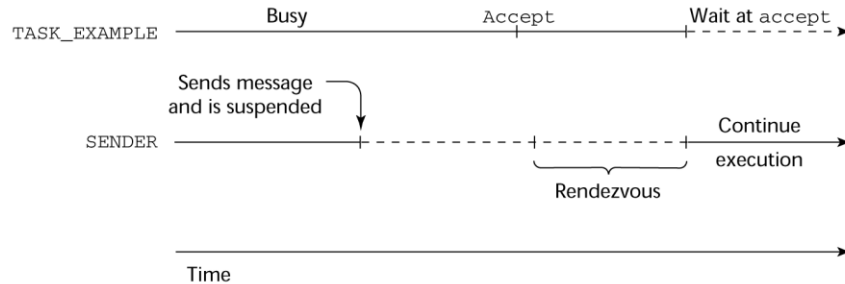 Busy
Accept
Wait at accept
TASK_EXAMPLE
Sends message
and is suspended
SENDER
Continue
execution
Rendezvous
Time